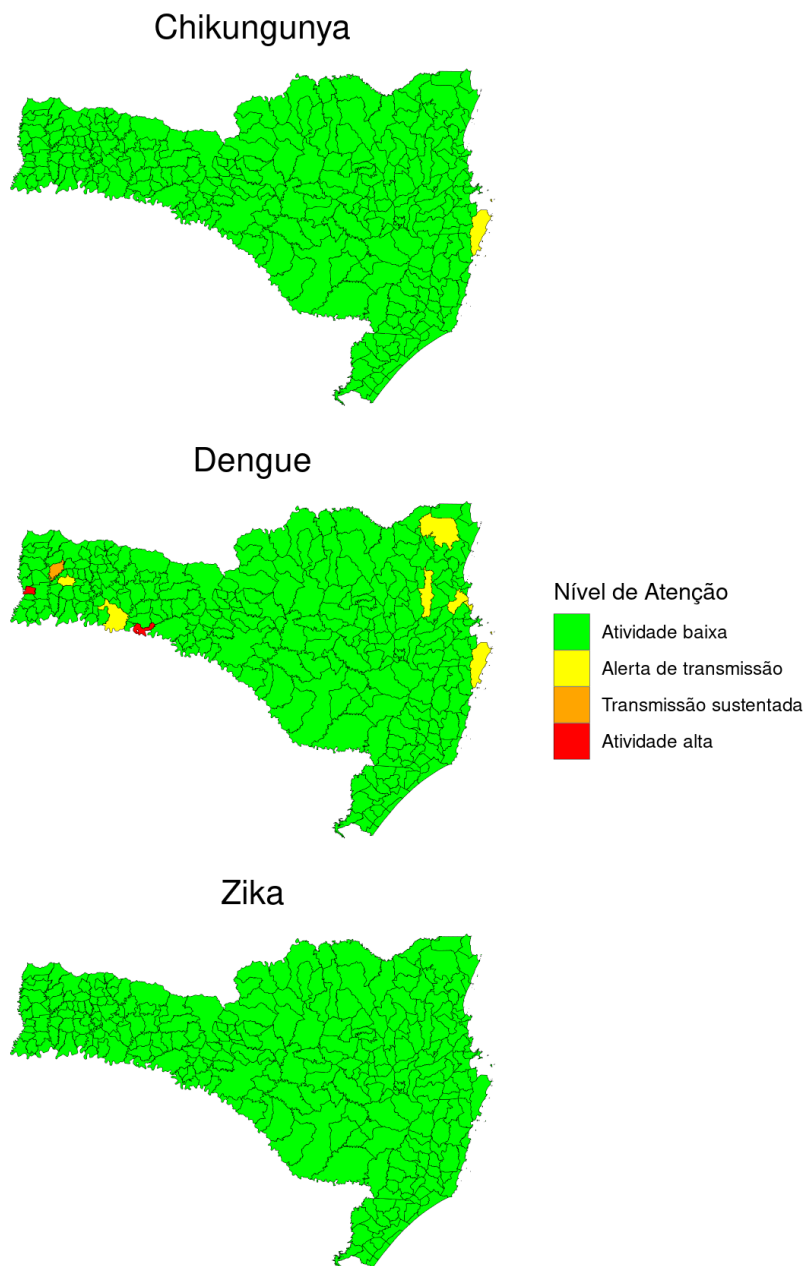 Chikungunya
Dengue
Nível de Atenção
Atividade baixa
Alerta de transmissão
Transmissão sustentada
Atividade alta
Zika